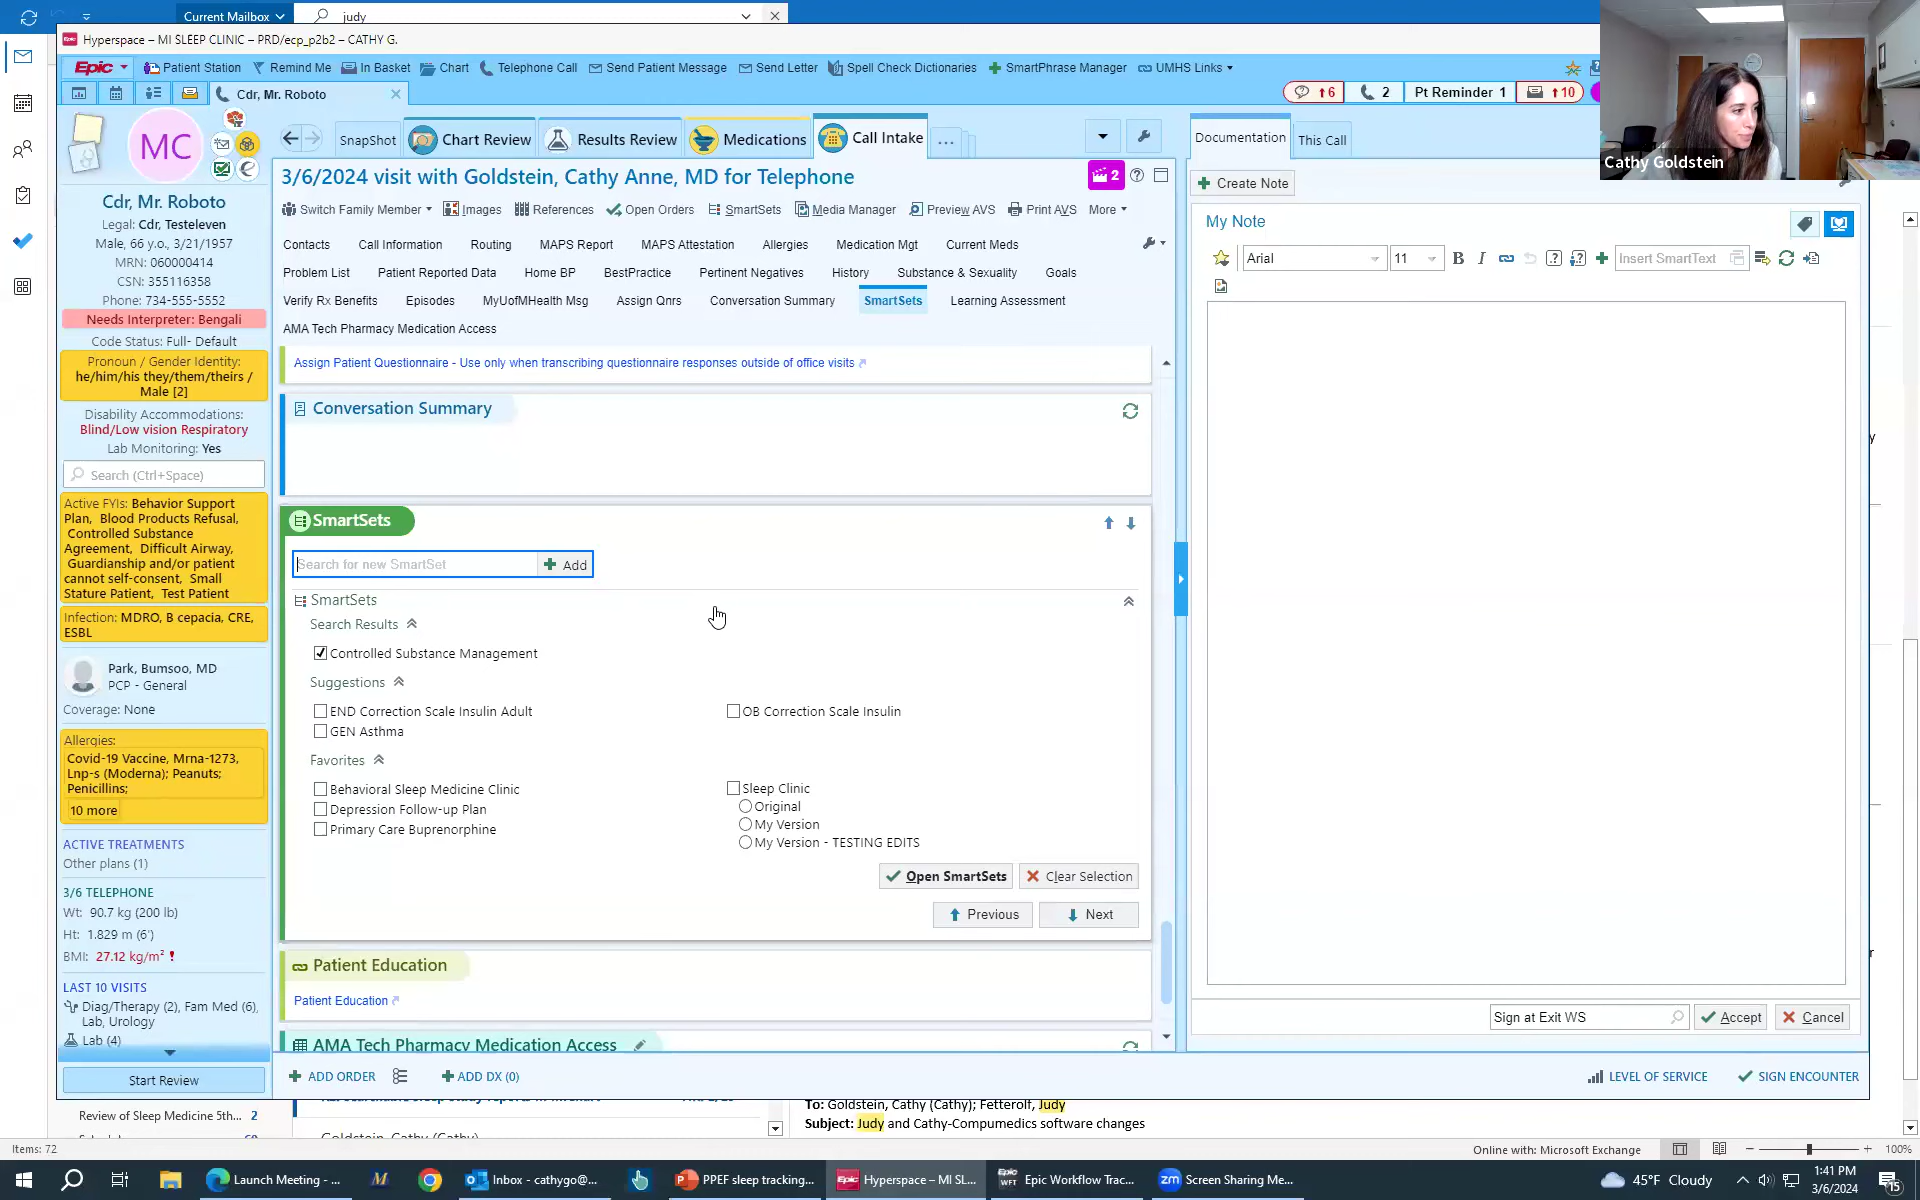 Current Mailbox
judy
Hyperspace – MI SLEEP CLINIC – PRD/ecp_p2b2 – CATHY G.
Epic Patient Station Remind Me In Basket Chart Telephone Call Send Patient Message Send Letter Spell Check Dictionaries SmartPhrase Manager UMHS Links
Cdr, Mr. Roboto
6 2 Pt Reminder 1 10
Cathy Goldstein
MC
SnapShot Chart Review Results Review Medications Call Intake ...
Documentation This Call
3/6/2024 visit with Goldstein, Cathy Anne, MD for Telephone
2
Create Note
Switch Family Member Images References Open Orders SmartSets Media Manager Preview AVS Print AVS More
Contacts Call Information Routing MAPS Report MAPS Attestation Allergies Medication Mgt Current Meds
Problem List Patient Reported Data Home BP BestPractice Pertinent Negatives History Substance & Sexuality Goals
Verify Rx Benefits Episodes MyUofMHealth Msg Assign Qnrs Conversation Summary SmartSets Learning Assessment
AMA Tech Pharmacy Medication Access
My Note
Arial 11 B I Insert SmartText
Cdr, Mr. Roboto
Legal: Cdr, Testeleven
Male, 66 y.o., 3/21/1957
MRN: 060000414
CSN: 355116358
Phone: 734-555-5552
Needs Interpreter: Bengali
Code Status: Full- Default
Pronoun / Gender Identity:
he/him/his they/them/theirs /
Male [2]
Disability Accommodations:
Blind/Low vision Respiratory
Lab Monitoring: Yes
Search (Ctrl+Space)
Active FYIs: Behavior Support
Plan, Blood Products Refusal,
Controlled Substance
Agreement, Difficult Airway,
Guardianship and/or patient
cannot self-consent, Small
Stature Patient, Test Patient
Infection: MDRO, B cepacia, CRE,
ESBL
Park, Bumsoo, MD
PCP - General
Coverage: None
Allergies:
Covid-19 Vaccine, Mrna-1273,
Lnp-s (Moderna); Peanuts;
Penicillins;
10 more
ACTIVE TREATMENTS
Other plans (1)
3/6 TELEPHONE
Wt: 90.7 kg (200 lb)
Ht: 1.829 m (6')
BMI: 27.12 kg/m² !
LAST 10 VISITS
Diag/Therapy (2), Fam Med (6),
Lab, Urology
Lab (4)
Start Review
Assign Patient Questionnaire - Use only when transcribing questionnaire responses outside of office visits
Conversation Summary
SmartSets
Search for new SmartSet Add
SmartSets
Search Results
Controlled Substance Management
Suggestions
END Correction Scale Insulin Adult OB Correction Scale Insulin
GEN Asthma
Favorites
Behavioral Sleep Medicine Clinic Sleep Clinic
Depression Follow-up Plan Original
Primary Care Buprenorphine My Version
My Version - TESTING EDITS
Open SmartSets Clear Selection
Previous Next
Patient Education
Patient Education
AMA Tech Pharmacy Medication Access
Sign at Exit WS Accept Cancel
ADD ORDER ADD DX (0) LEVEL OF SERVICE SIGN ENCOUNTER
Review of Sleep Medicine 5th... 2
To: Goldstein, Cathy (Cathy); Fetterolf, Judy
Subject: Judy and Cathy-Compumedics software changes
Goldstein, Cathy (Cathy)
Items: 72 Online with: Microsoft Exchange 100%
Launch Meeting - ... Inbox - cathygo@... PPEF sleep tracking... Hyperspace – MI SL... Epic Workflow Trac... Screen Sharing Me...
45°F Cloudy
1:41 PM
3/6/2024
15